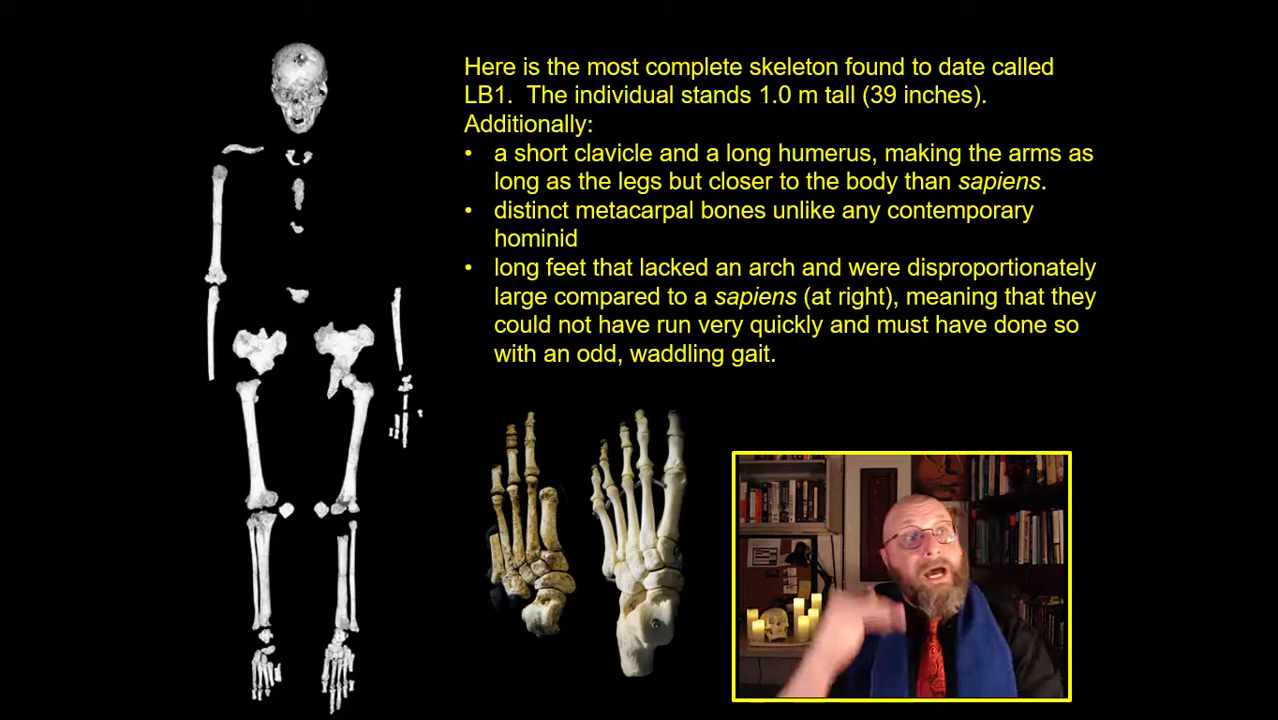 Here is the most complete skeleton found to date called
LB1.  The individual stands 1.0 m tall (39 inches).
Additionally:
• a short clavicle and a long humerus, making the arms as
long as the legs but closer to the body than sapiens.
• distinct metacarpal bones unlike any contemporary
hominid
• long feet that lacked an arch and were disproportionately
large compared to a sapiens (at right), meaning that they
could not have run very quickly and must have done so
with an odd, waddling gait.